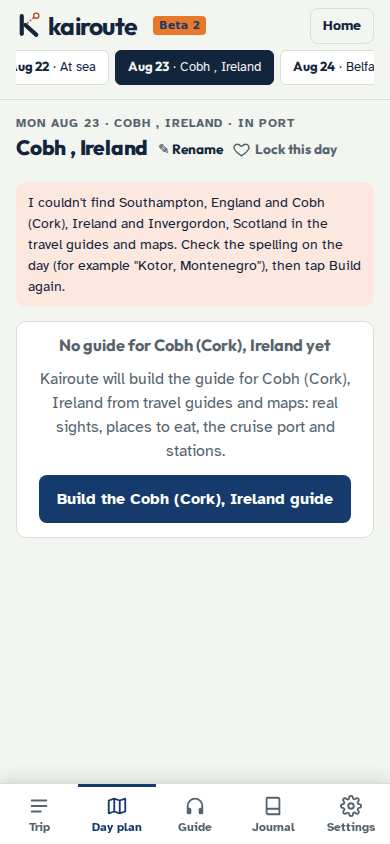 kairoute Beta 2 Home
ug 22 · At sea Aug 23 · Cobh , Ireland Aug 24 · Belfa
MON AUG 23 · COBH , IRELAND · IN PORT
Cobh , Ireland ✎ Rename Lock this day
I couldn't find Southampton, England and Cobh
(Cork), Ireland and Invergordon, Scotland in the
travel guides and maps. Check the spelling on the
day (for example "Kotor, Montenegro"), then tap Build
again.
No guide for Cobh (Cork), Ireland yet
Kairoute will build the guide for Cobh (Cork),
Ireland from travel guides and maps: real
sights, places to eat, the cruise port and
stations.
Build the Cobh (Cork), Ireland guide
Trip Day plan Guide Journal Settings